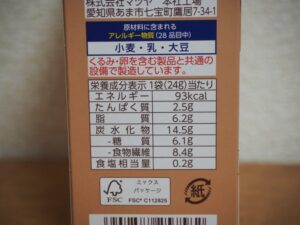 株式会社マツヤ 本社工場
愛知県あま市七宝町鷹居7-34-1
原材料に含まれる
アレルギー物質(28品目中)
小麦・乳・大豆
くるみ・卵を含む製品と共通の
設備で製造しています。
栄養成分表示 1袋(24g)当たり
エネルギー 93kcal
たんぱく質 2.5g
脂質 6.2g
炭水化物 14.5g
-糖質 6.1g
-食物繊維 8.4g
食塩相当量 0.2g
FSC
ミックス
パッケージ
FSC® C112825
紙